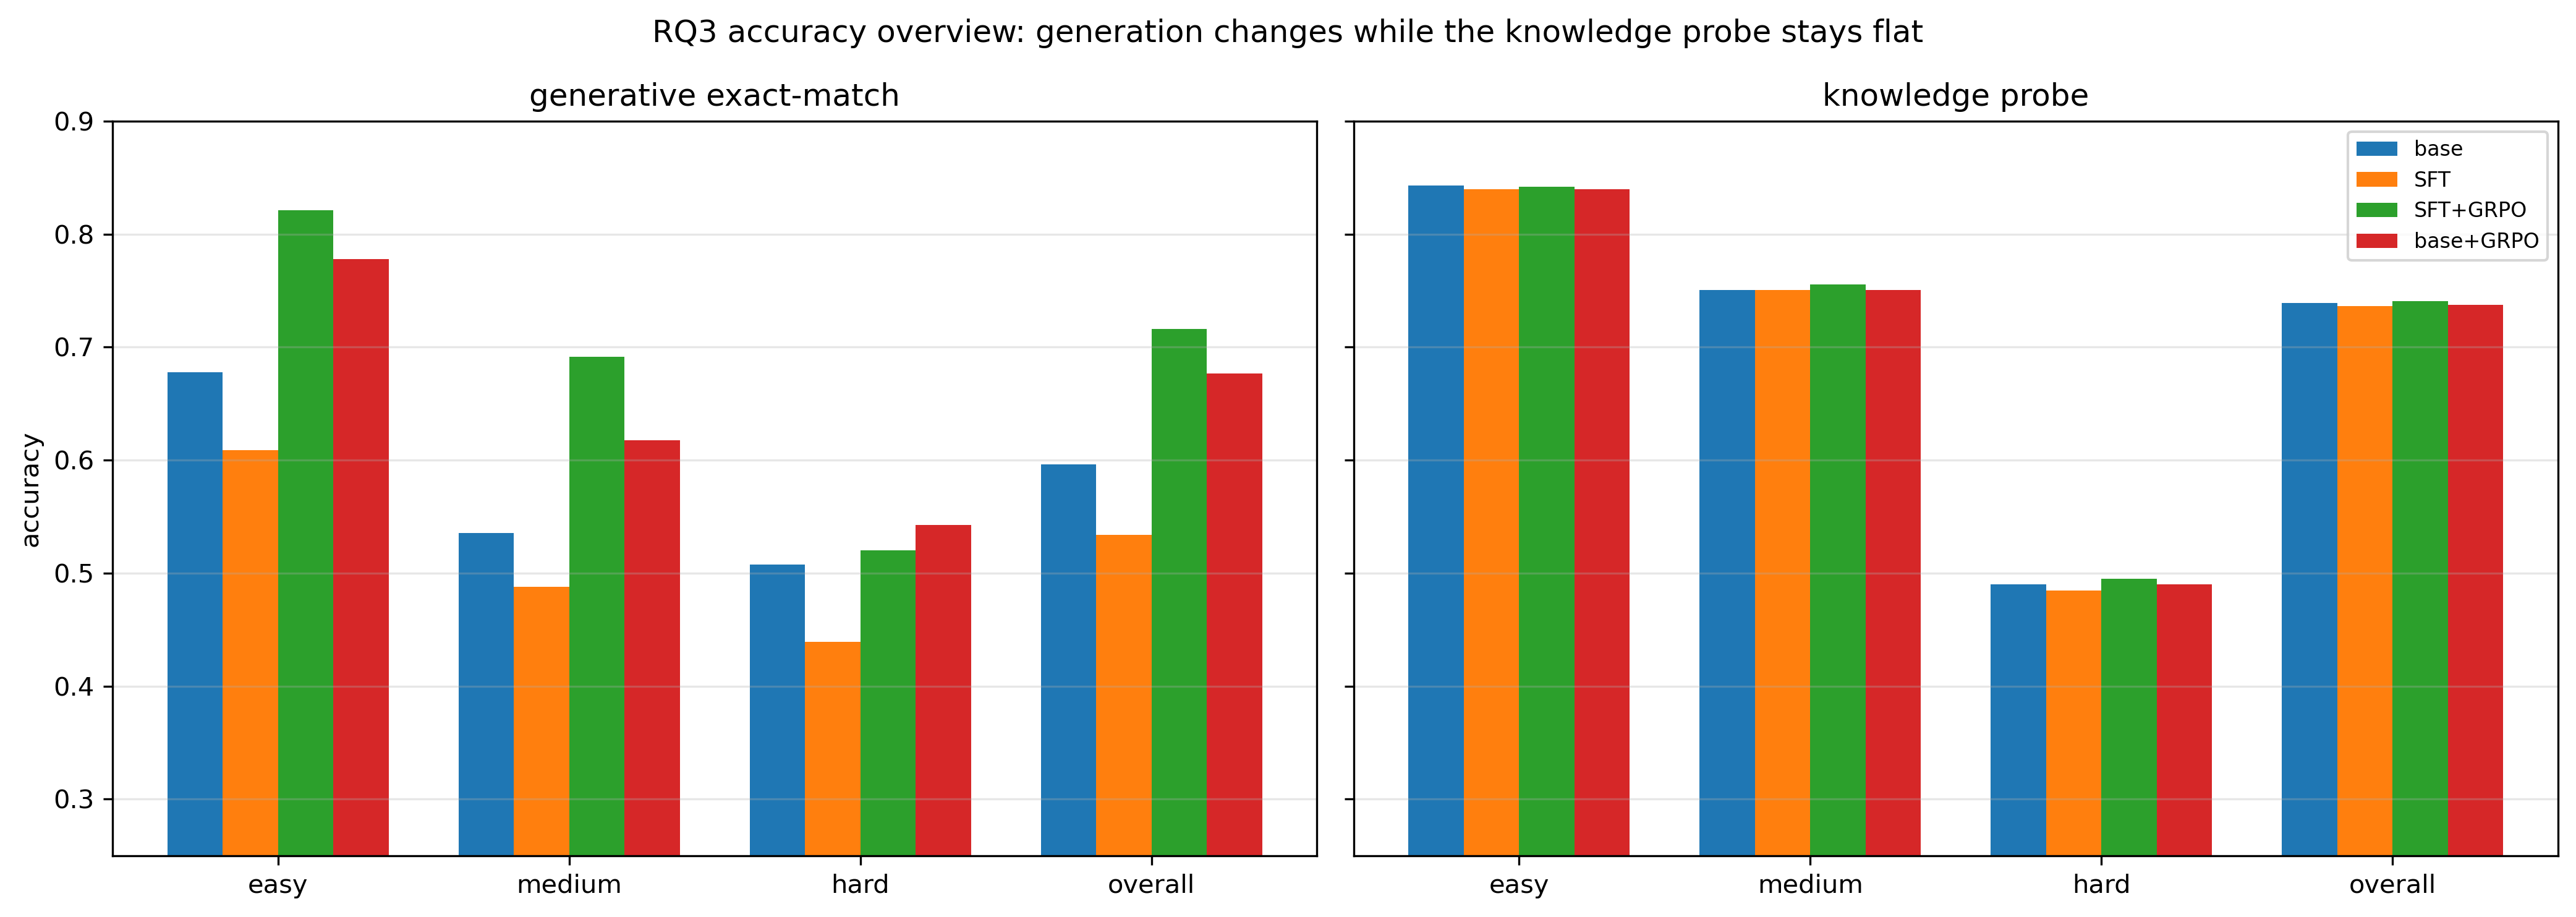 RQ3 accuracy overview: generation changes while the knowledge probe stays flat
generative exact-match
knowledge probe
accuracy
0.9
0.8
0.7
0.6
0.5
0.4
0.3
easy
medium
hard
overall
base
SFT
SFT+GRPO
base+GRPO
easy
medium
hard
overall